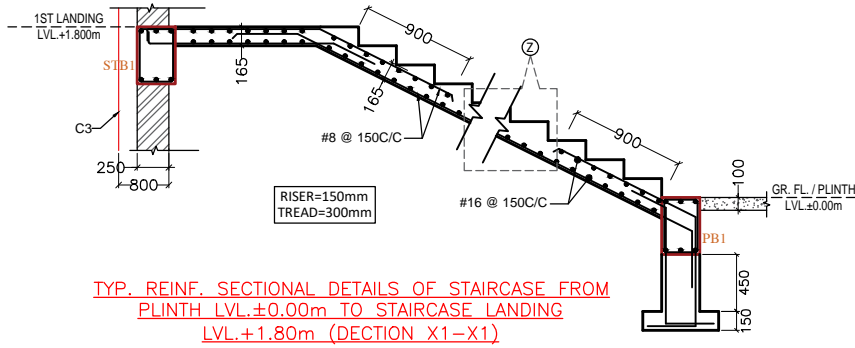 1ST LANDING
LVL.+1.800m
STB1
C3
250
800
165
165
900
#8 @ 150C/C
RISER=150mm
TREAD=300mm
Z
900
#16 @ 150C/C
100
GR. FL. / PLINTH
LVL.±0.00m
PB1
450
150
TYP. REINF. SECTIONAL DETAILS OF STAIRCASE FROM
PLINTH LVL.±0.00m TO STAIRCASE LANDING
LVL.+1.80m (DECTION X1-X1)